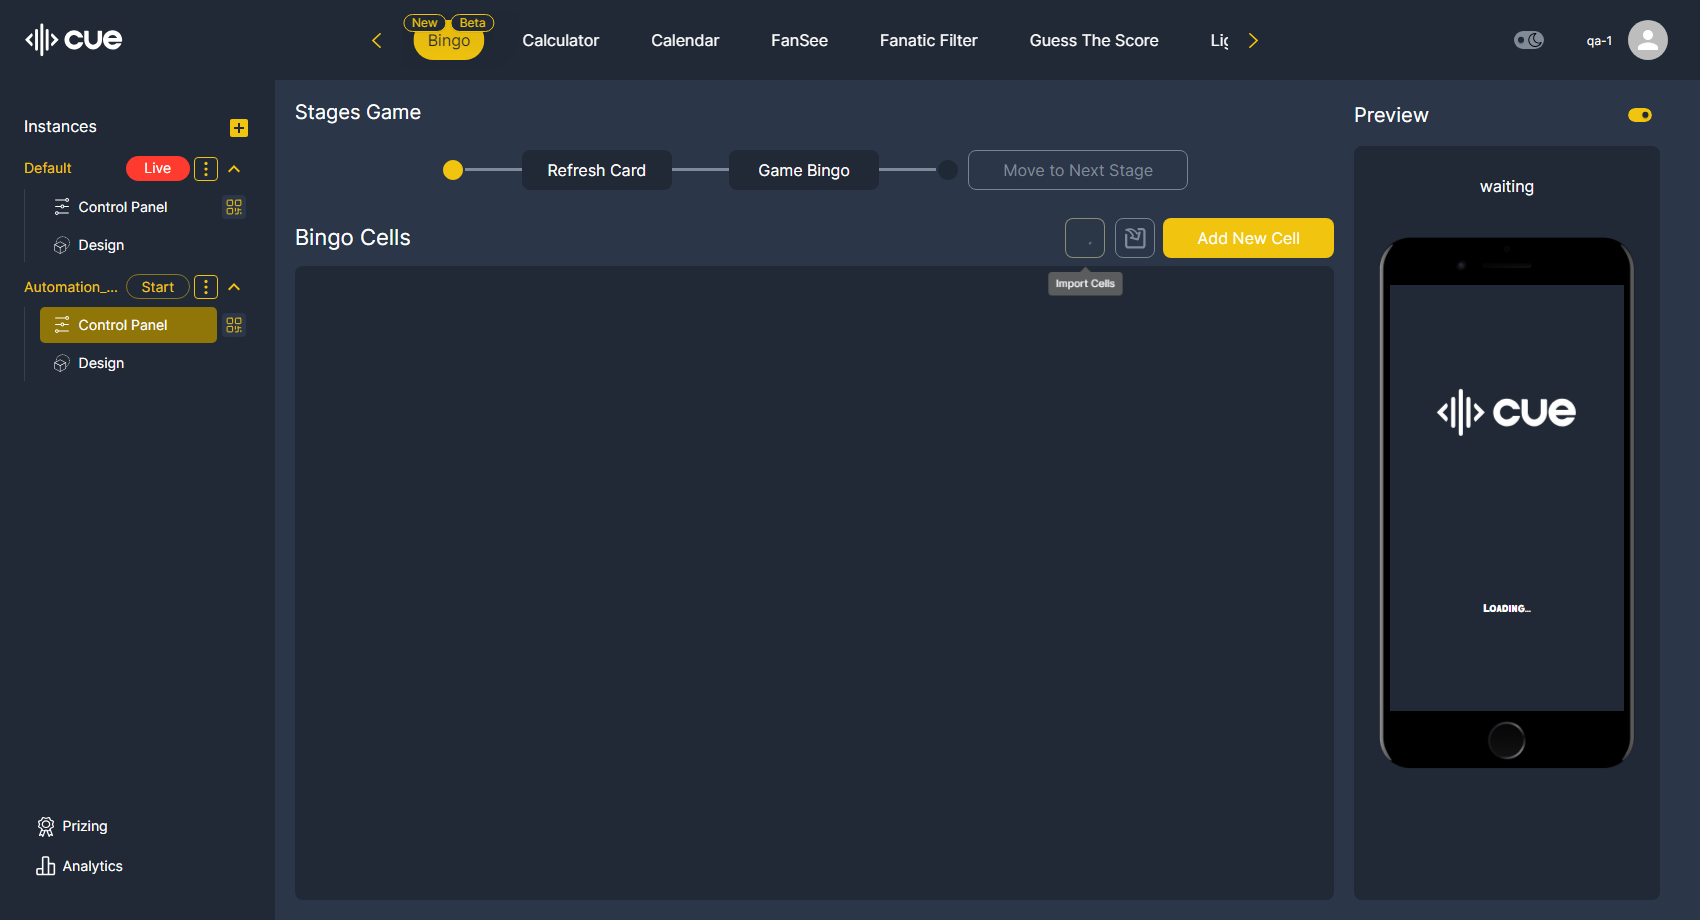 cue
New Beta
Bingo
Calculator
Calendar
FanSee
Fanatic Filter
Guess The Score
Lig
qa-1
Instances
Default
Live
Control Panel
Design
Automation_...
Start
Control Panel
Design
Prizing
Analytics
Stages Game
Refresh Card
Game Bingo
Move to Next Stage
Bingo Cells
Add New Cell
Import Cells
Preview
waiting
cue
Loading...